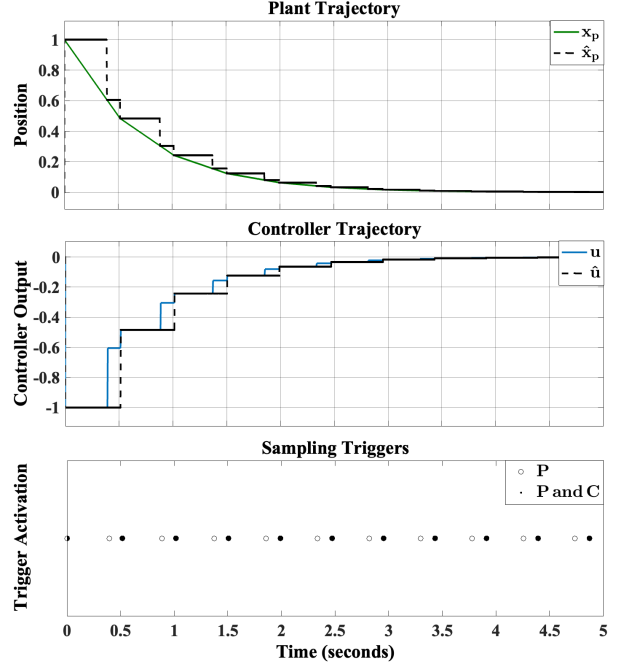 Plant Trajectory
Position
1
0.8
0.6
0.4
0.2
0
xₚ
x̂ₚ
Controller Trajectory
Controller Output
0
-0.2
-0.4
-0.6
-0.8
-1
u
û
Sampling Triggers
Trigger Activation
P
P and C
0 0.5 1 1.5 2 2.5 3 3.5 4 4.5 5
Time (seconds)